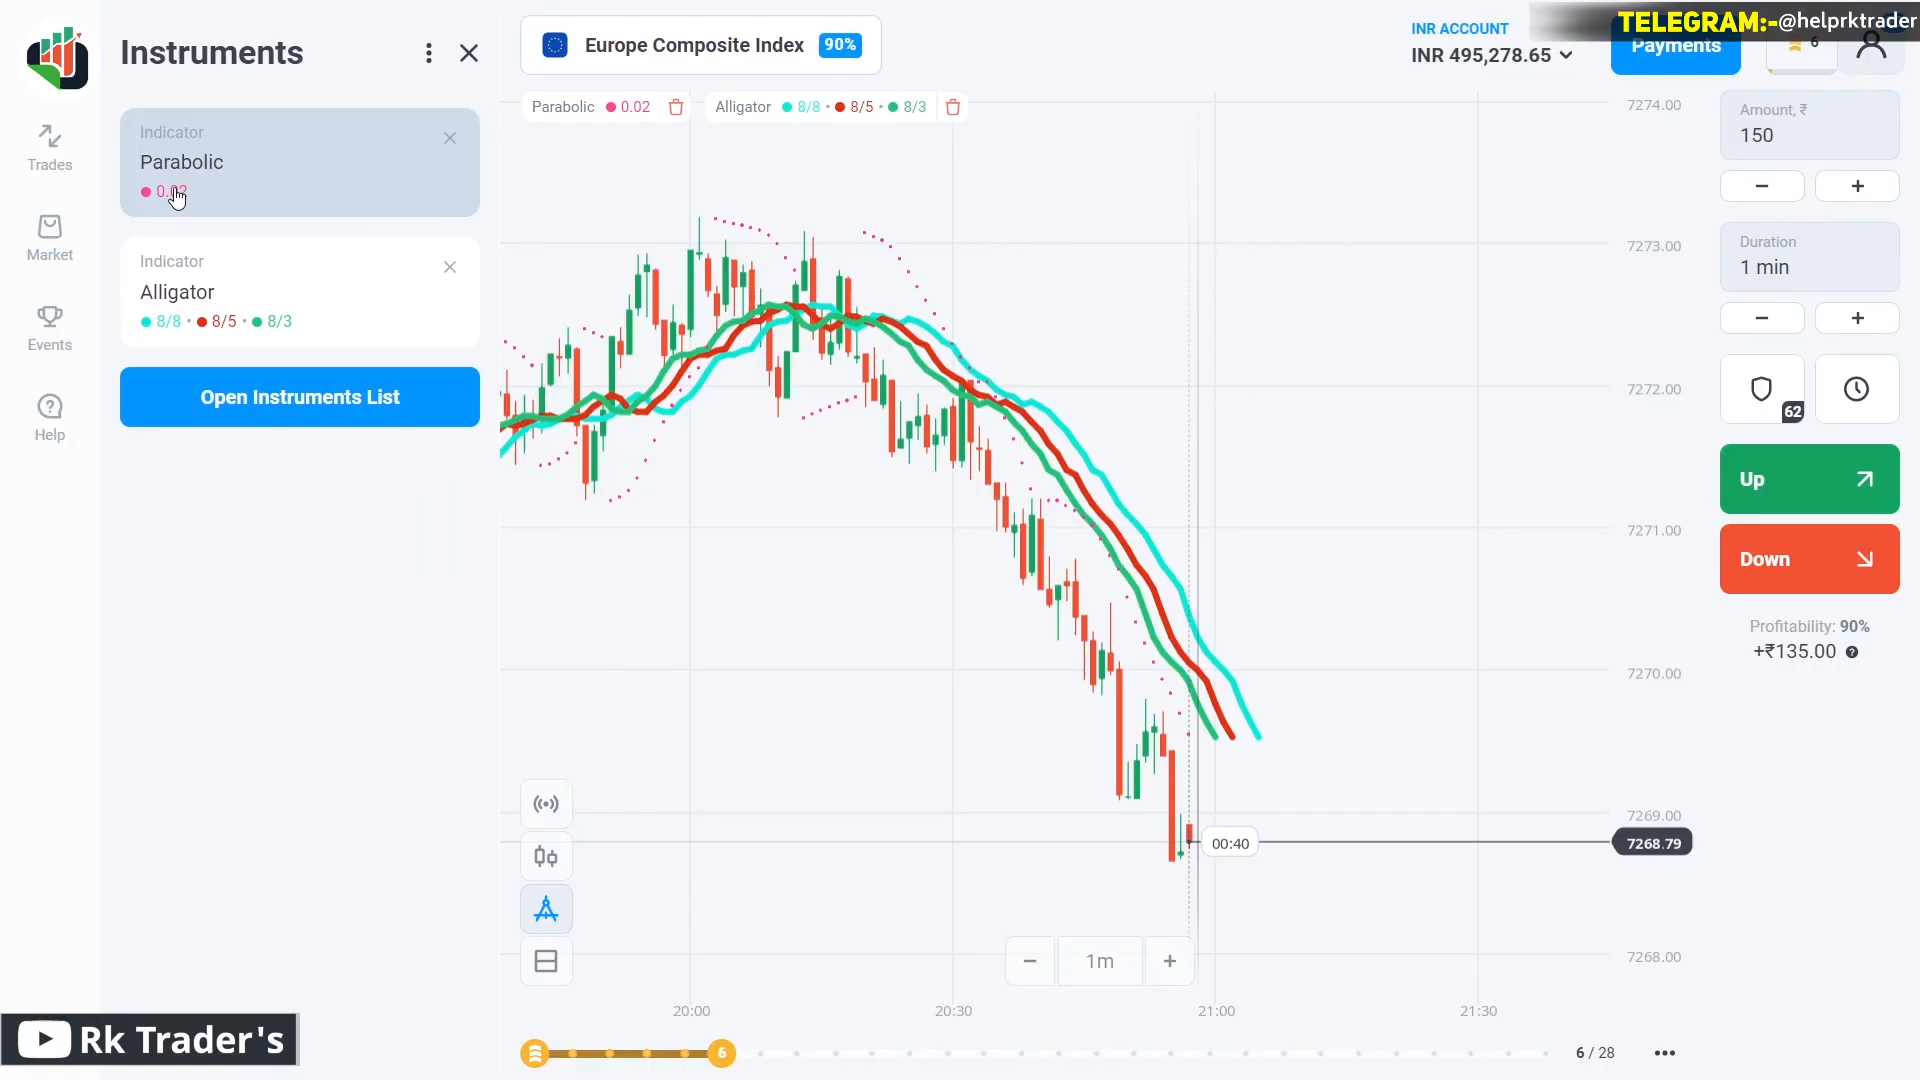 TELEGRAM:-@helprktrader
Instruments
Europe Composite Index 90%
INR ACCOUNT
INR 495,278.65
Payments
6
Parabolic 0.02
Alligator 8/8 • 8/5 • 8/3
Indicator
Parabolic
Indicator
Alligator
8/8 • 8/5 • 8/3
Open Instruments List
Trades
Market
Events
Help
7274.00
7273.00
7272.00
7271.00
7270.00
7269.00
7268.79
7268.00
00:40
Amount, ₹
150
−
+
Duration
1 min
−
+
62
Up
Down
Profitability: 90%
+₹135.00
− 1m +
20:00
20:30
21:00
21:30
6
6 / 28
Rk Trader's